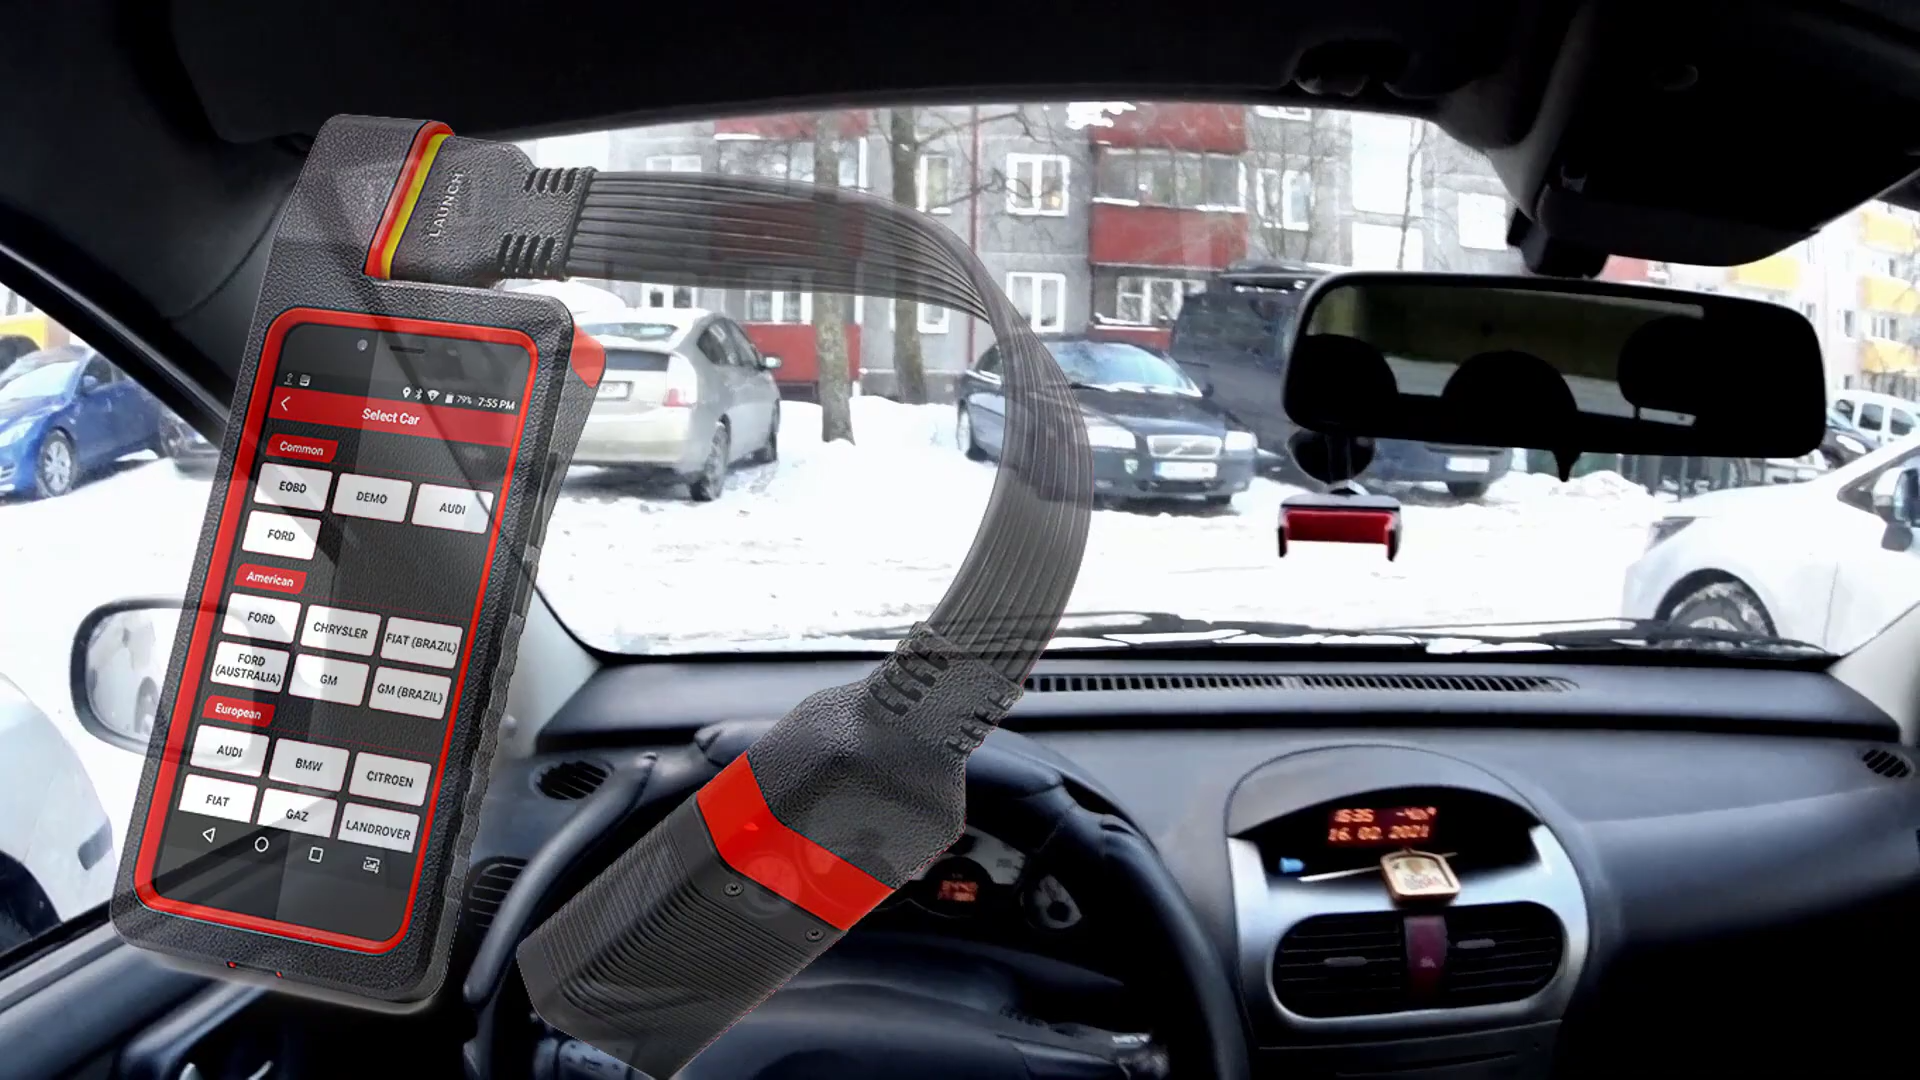 LAUNCH
79% 7:55 PM
Select Car
Common
EOBD
DEMO
AUDI
FORD
American
FORD
CHRYSLER
FIAT (BRAZIL)
FORD
(AUSTRALIA)
GM
GM (BRAZIL)
European
AUDI
BMW
CITROEN
FIAT
GAZ
LANDROVER
16. 02. 2021